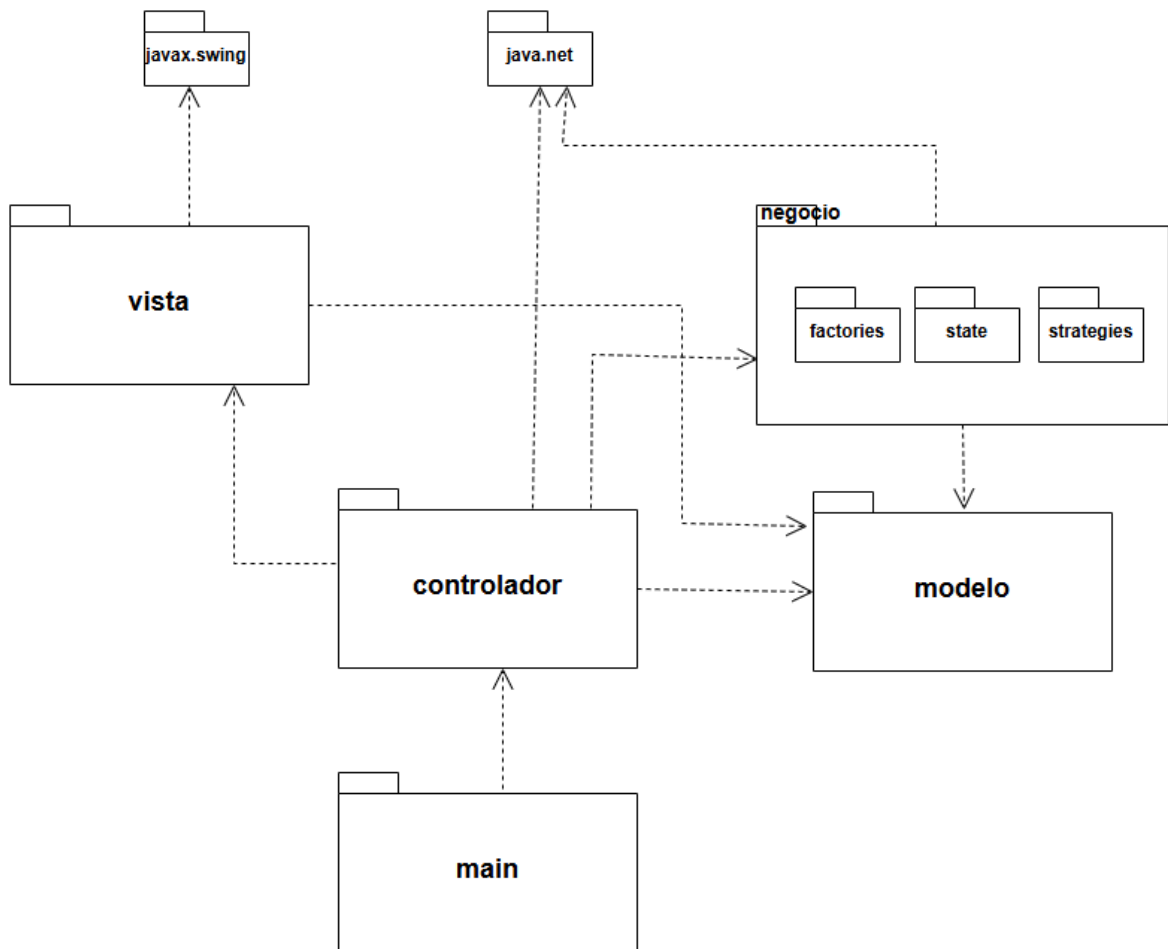 javax.swing
java.net
negocio
vista
factories
state
strategies
controlador
modelo
main